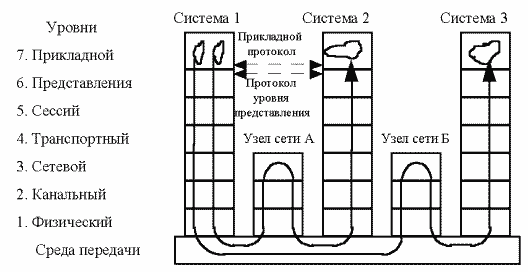 Система 1
Система 2
Система 3
Уровни
7. Прикладной
6. Представления
5. Сессий
4. Транспортный
3. Сетевой
2. Канальный
1. Физический
Среда передачи
Прикладной
протокол
Протокол
уровня
представления
Узел сети А
Узел сети Б